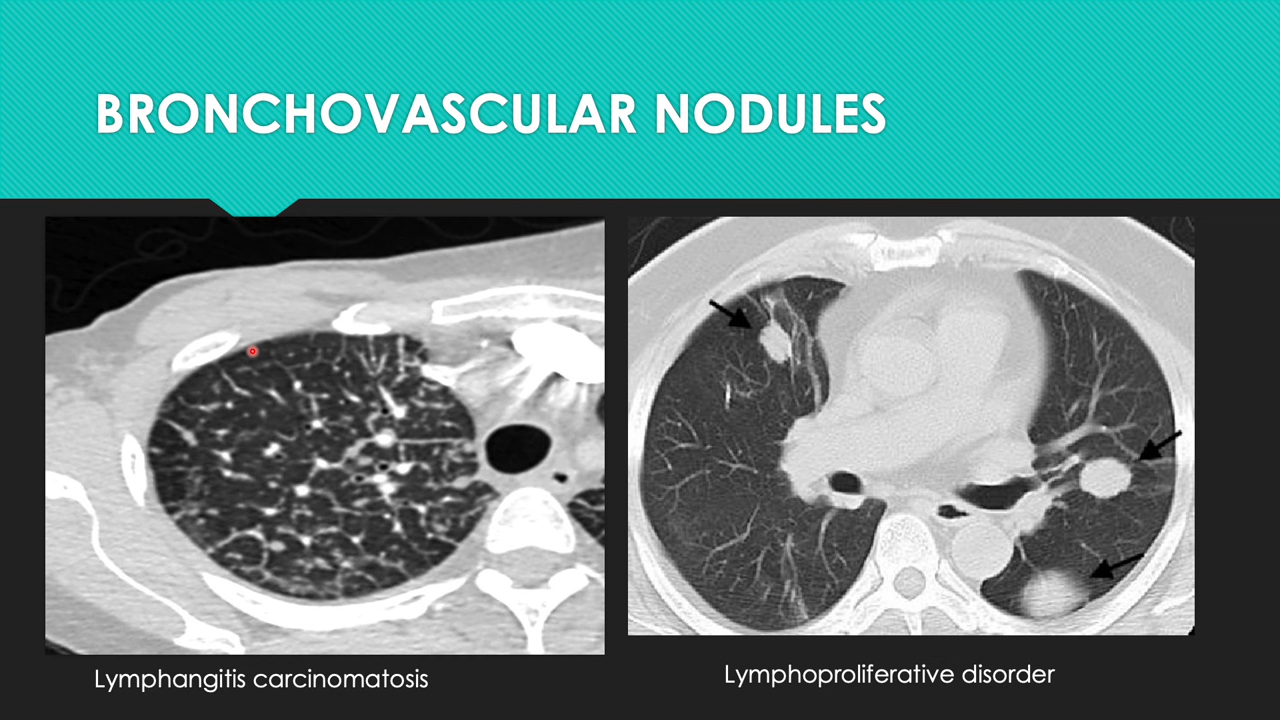 BRONCHOVASCULAR NODULES
Lymphangitis carcinomatosis
Lymphoproliferative disorder